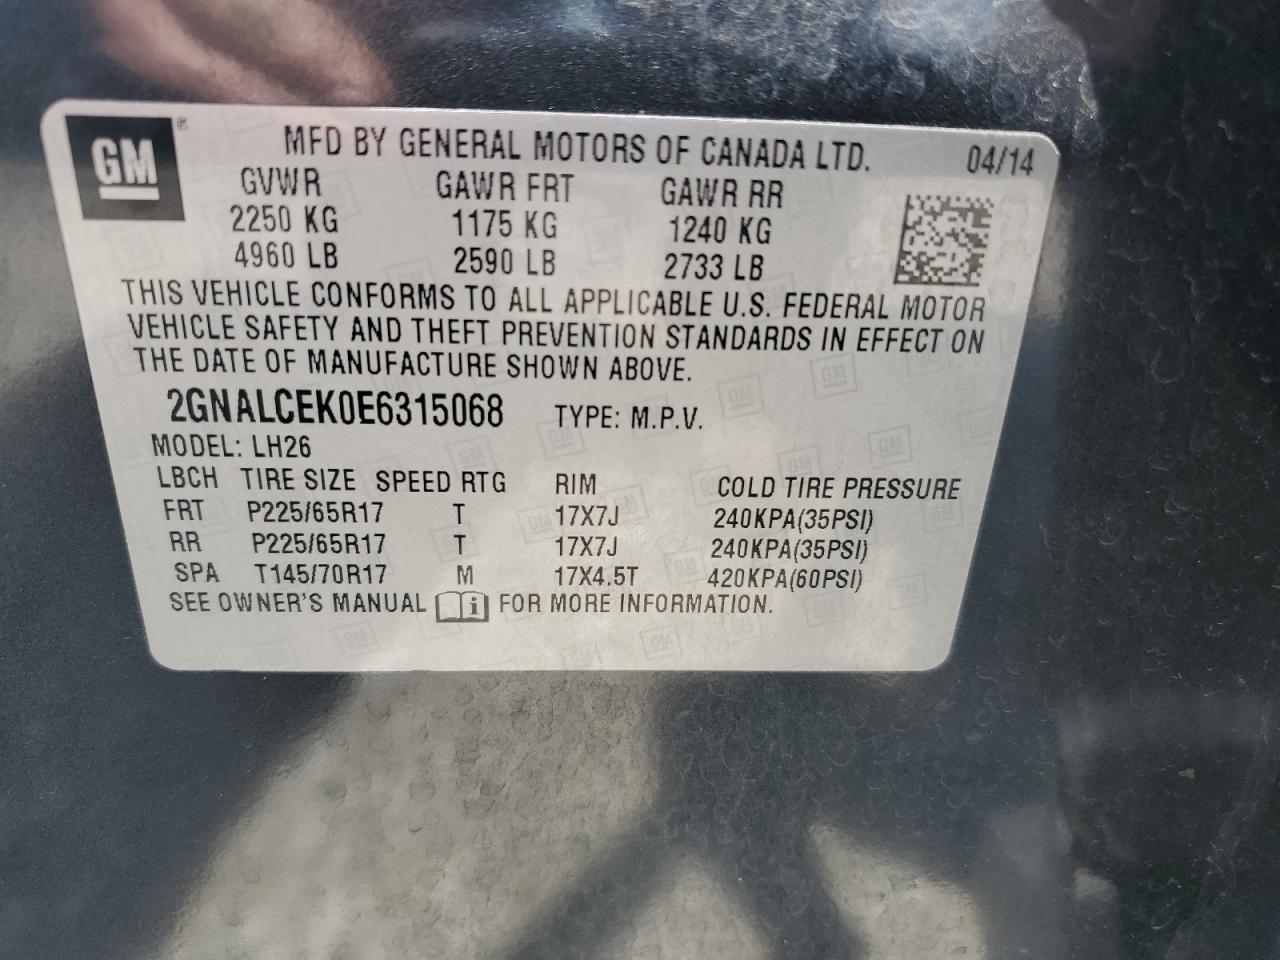 GM®
MFD BY GENERAL MOTORS OF CANADA LTD. 04/14
GVWR GAWR FRT GAWR RR
2250 KG 1175 KG 1240 KG
4960 LB 2590 LB 2733 LB
THIS VEHICLE CONFORMS TO ALL APPLICABLE U.S. FEDERAL MOTOR
VEHICLE SAFETY AND THEFT PREVENTION STANDARDS IN EFFECT ON
THE DATE OF MANUFACTURE SHOWN ABOVE.
2GNALCEK0E6315068 TYPE: M.P.V.
MODEL: LH26
LBCH TIRE SIZE SPEED RTG RIM COLD TIRE PRESSURE
FRT P225/65R17 T 17X7J 240KPA(35PSI)
RR P225/65R17 T 17X7J 240KPA(35PSI)
SPA T145/70R17 M 17X4.5T 420KPA(60PSI)
SEE OWNER'S MANUAL i FOR MORE INFORMATION.